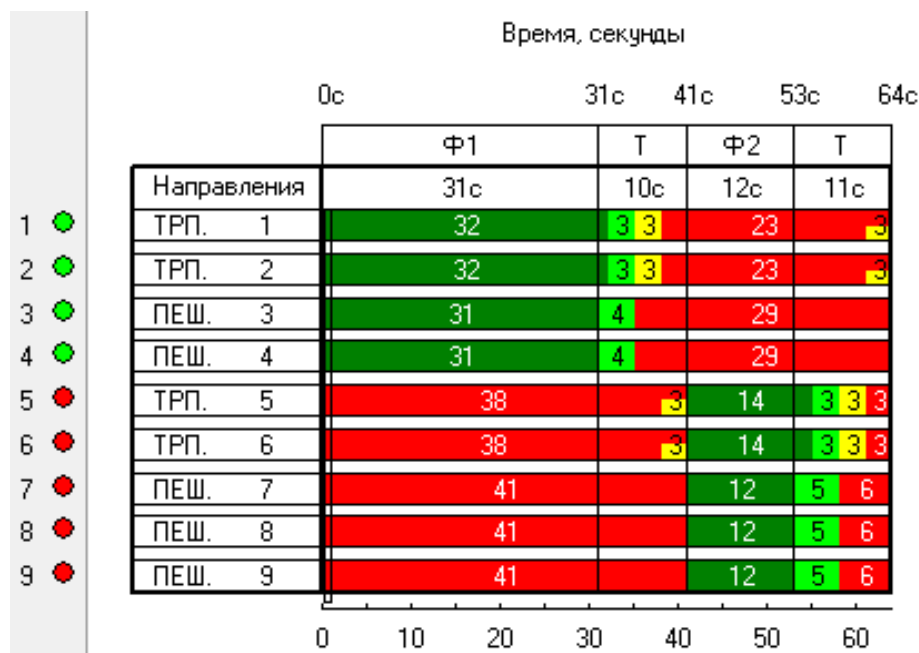 Время, секунды
0с 31с 41с 53с 64с
Ф1 Т Ф2 Т
Направления 31с 10с 12с 11с
1 ТРП. 1 32 3 3 23 3
2 ТРП. 2 32 3 3 23 3
3 ПЕШ. 3 31 4 29
4 ПЕШ. 4 31 4 29
5 ТРП. 5 38 3 14 3 3 3
6 ТРП. 6 38 3 14 3 3 3
7 ПЕШ. 7 41 12 5 6
8 ПЕШ. 8 41 12 5 6
9 ПЕШ. 9 41 12 5 6
0 10 20 30 40 50 60